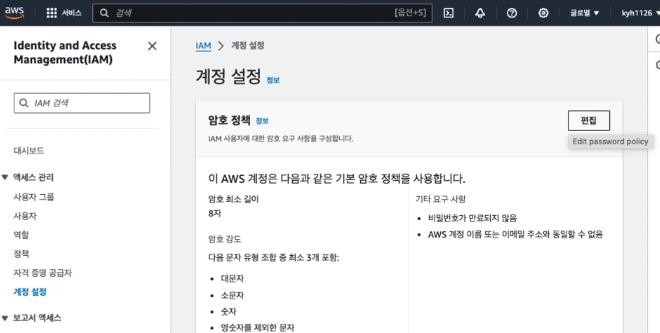 aws
서비스
검색
[옵션+S]
글로벌
kyh1126
Identity and Access
Management(IAM)
IAM 검색
대시보드
액세스 관리
사용자 그룹
사용자
역할
정책
자격 증명 공급자
계정 설정
보고서 액세스
IAM > 계정 설정
계정 설정 정보
암호 정책 정보
IAM 사용자에 대한 암호 요구 사항을 구성합니다.
편집
Edit password policy
이 AWS 계정은 다음과 같은 기본 암호 정책을 사용합니다.
암호 최소 길이
8자
암호 강도
다음 문자 유형 조합 중 최소 3개 포함:
• 대문자
• 소문자
• 숫자
• 영숫자를 제외한 문자
기타 요구 사항
• 비밀번호가 만료되지 않음
• AWS 계정 이름 또는 이메일 주소와 동일할 수 없음